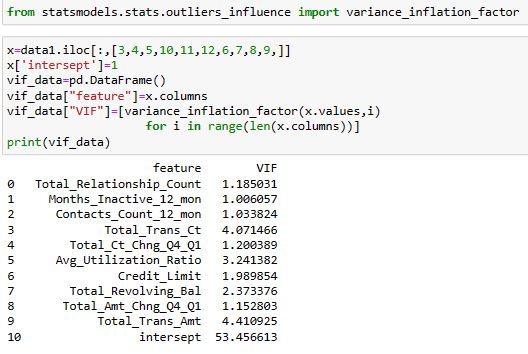 from statsmodels.stats.outliers_influence import variance_inflation_factor
x=data1.iloc[:,[3,4,5,10,11,12,6,7,8,9,]]
x['intersept']=1
vif_data=pd.DataFrame()
vif_data["feature"]=x.columns
vif_data["VIF"]=[variance_inflation_factor(x.values,i)
for i in range(len(x.columns))]
print(vif_data)
feature VIF
0 Total_Relationship_Count 1.185031
1 Months_Inactive_12_mon 1.006057
2 Contacts_Count_12_mon 1.033824
3 Total_Trans_Ct 4.071466
4 Total_Ct_Chng_Q4_Q1 1.200389
5 Avg_Utilization_Ratio 3.241382
6 Credit_Limit 1.989854
7 Total_Revolving_Bal 2.373376
8 Total_Amt_Chng_Q4_Q1 1.152803
9 Total_Trans_Amt 4.410925
10 intersept 53.456613